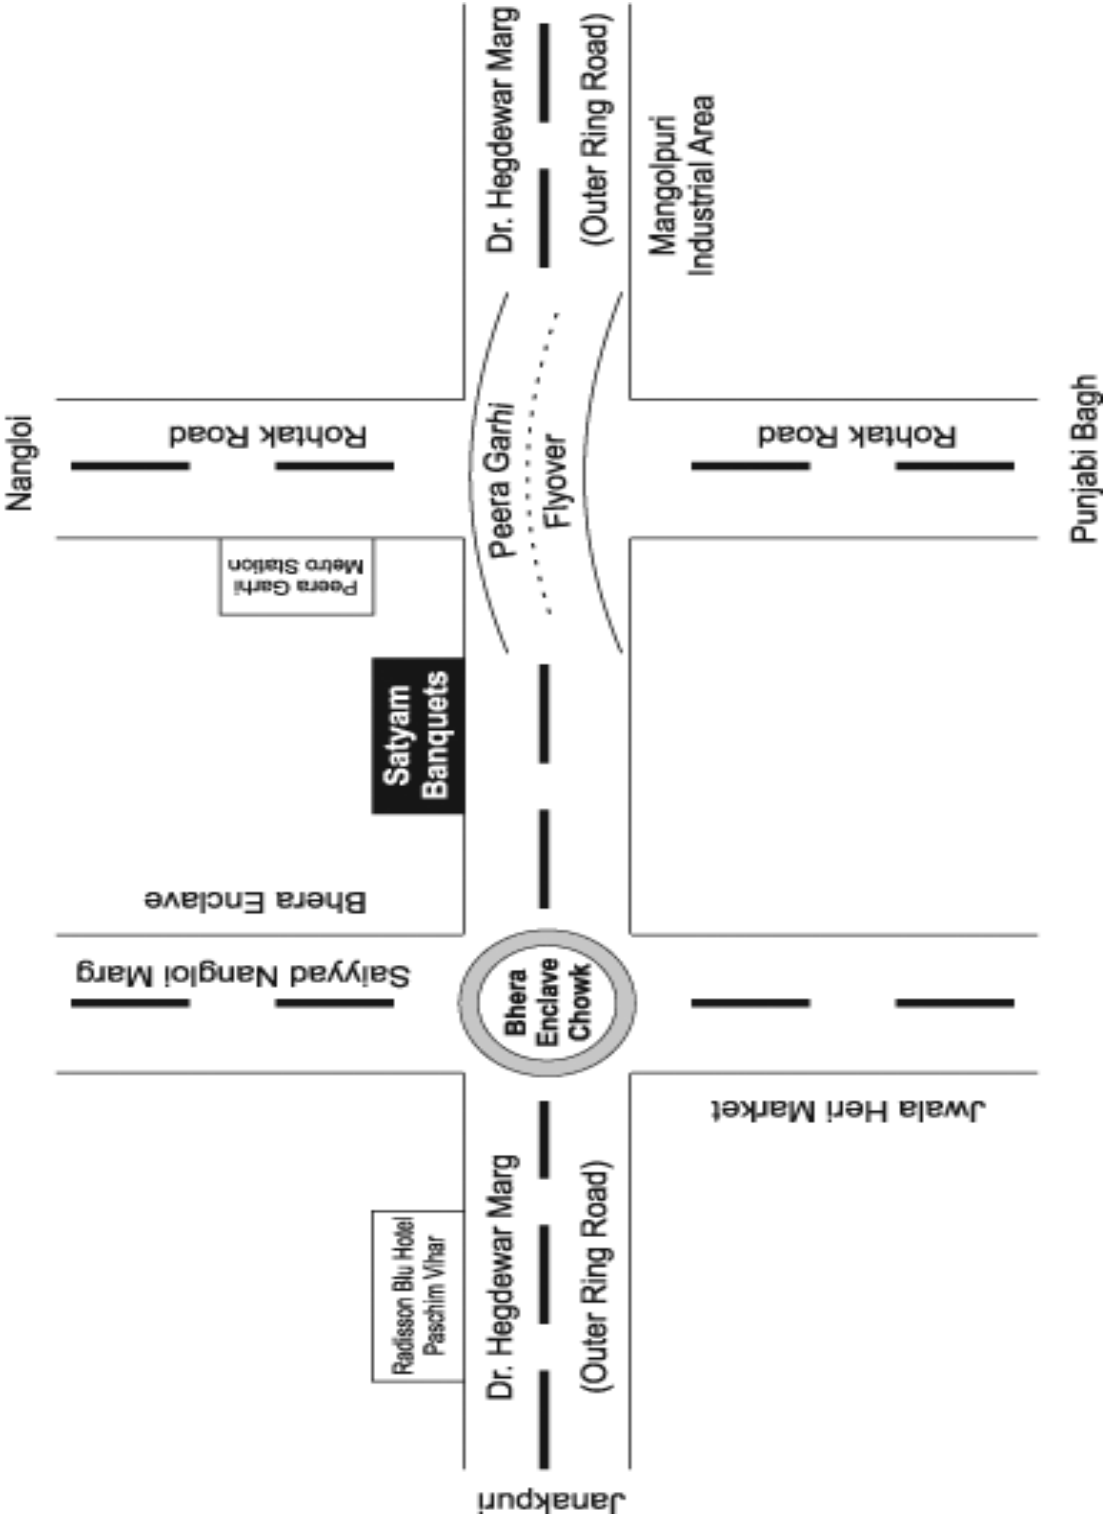 Nangloi
Rohtak Road
Peera Garhi
Metro Station
Satyam
Banquets
Bhera Enclave
Saiyyad Nangloi Marg
Radisson Blu Hotel
Paschim Vihar
Janakpuri
Dr. Hegdewar Marg
(Outer Ring Road)
Bhera
Enclave
Chowk
Peera Garhi
Flyover
Dr. Hegdewar Marg
(Outer Ring Road)
Jwala Heri Market
Rohtak Road
Mangolpuri
Industrial Area
Punjabi Bagh